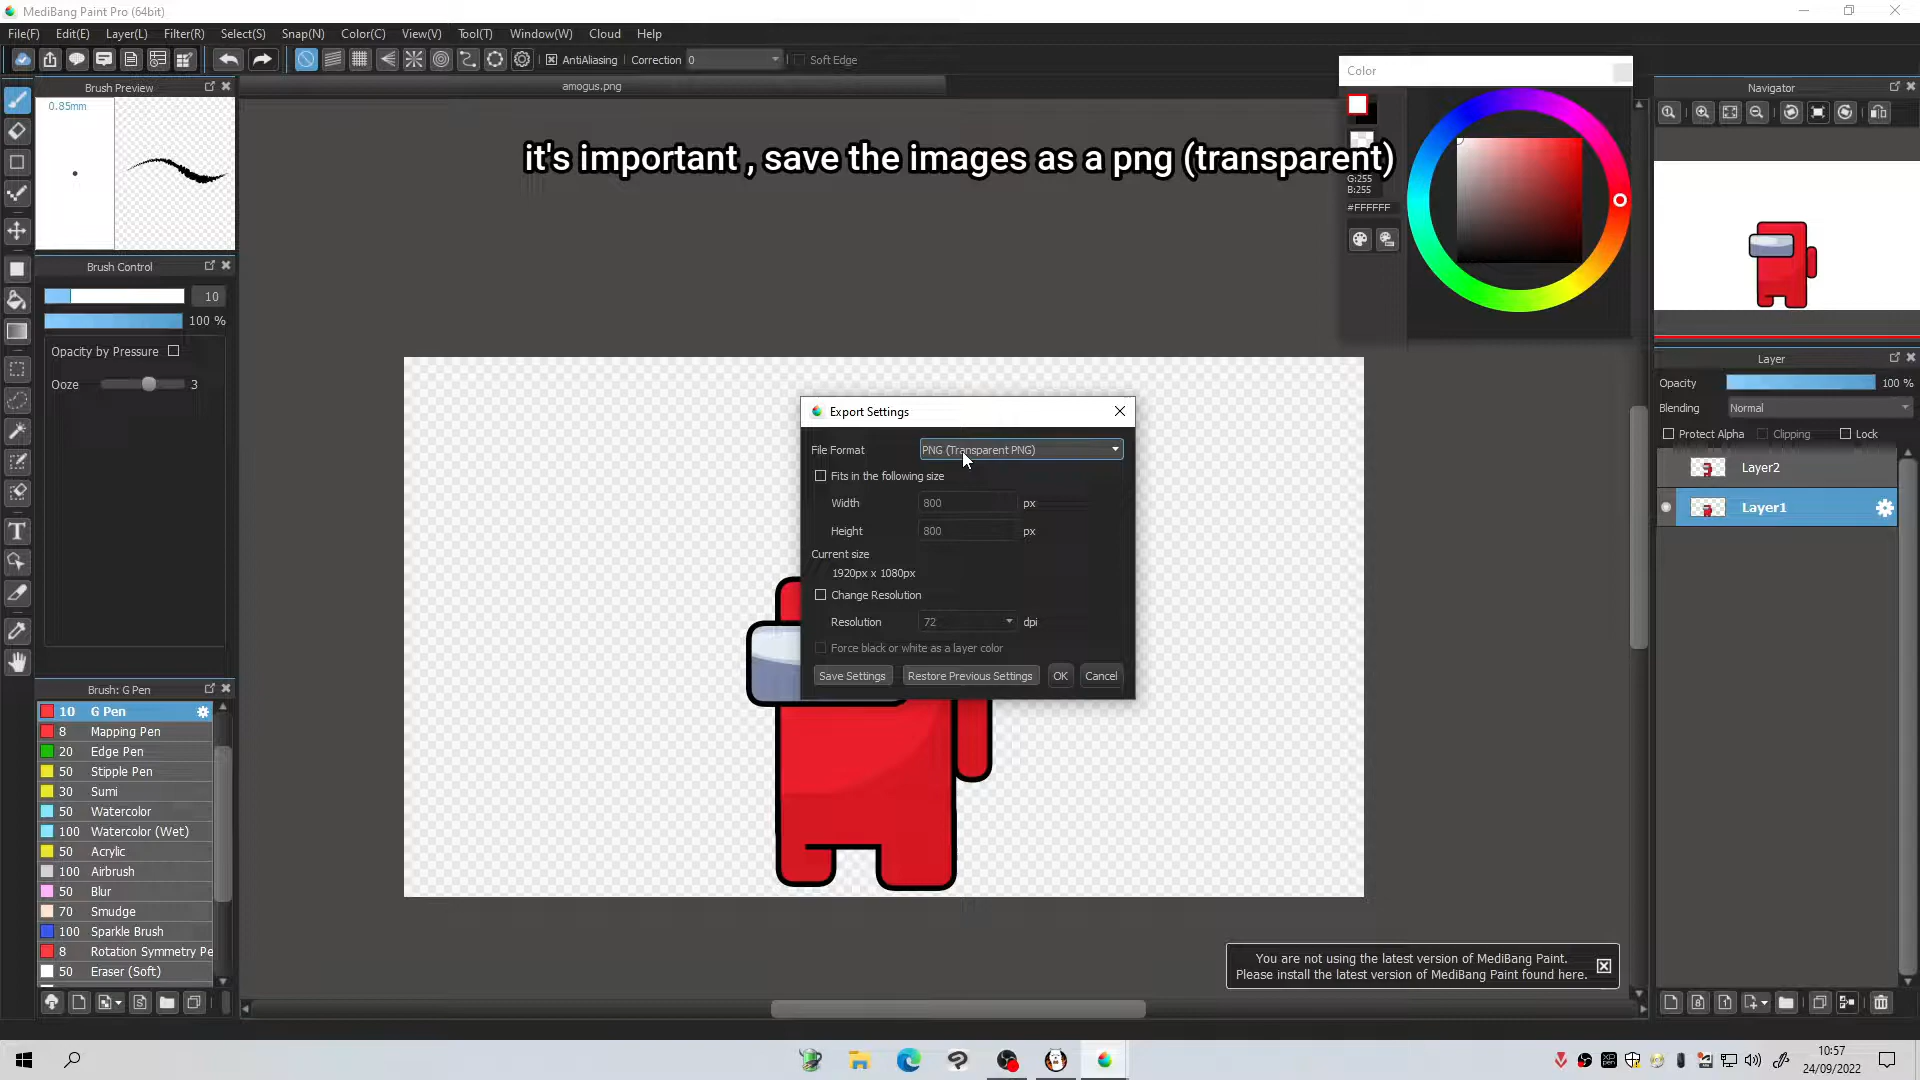 MediBang Paint Pro (64bit)
File(F) Edit(E) Layer(L) Filter(R) Select(S) Snap(N) Color(C) View(V) Tool(T) Window(W) Cloud Help
AntiAliasing Correction 0 Soft Edge
amogus.png
Brush Preview
0.85mm
Brush Control
10
100 %
Opacity by Pressure
Ooze 3
Brush: G Pen
10 G Pen
8 Mapping Pen
20 Edge Pen
50 Stipple Pen
30 Sumi
50 Watercolor
100 Watercolor (Wet)
50 Acrylic
100 Airbrush
50 Blur
70 Smudge
100 Sparkle Brush
8 Rotation Symmetry Pe
50 Eraser (Soft)
it's important , save the images as a png (transparent)
Export Settings
File Format PNG (Transparent PNG)
Fits in the following size
Width 800 px
Height 800 px
Current size
1920px x 1080px
Change Resolution
Resolution 72 dpi
Force black or white as a layer color
Save Settings Restore Previous Settings OK Cancel
Color
G:255
B:255
#FFFFFF
Navigator
Layer
Opacity 100 %
Blending Normal
Protect Alpha Clipping Lock
Layer2
Layer1
You are not using the latest version of MediBang Paint.
Please install the latest version of MediBang Paint found here.
10:57
24/09/2022